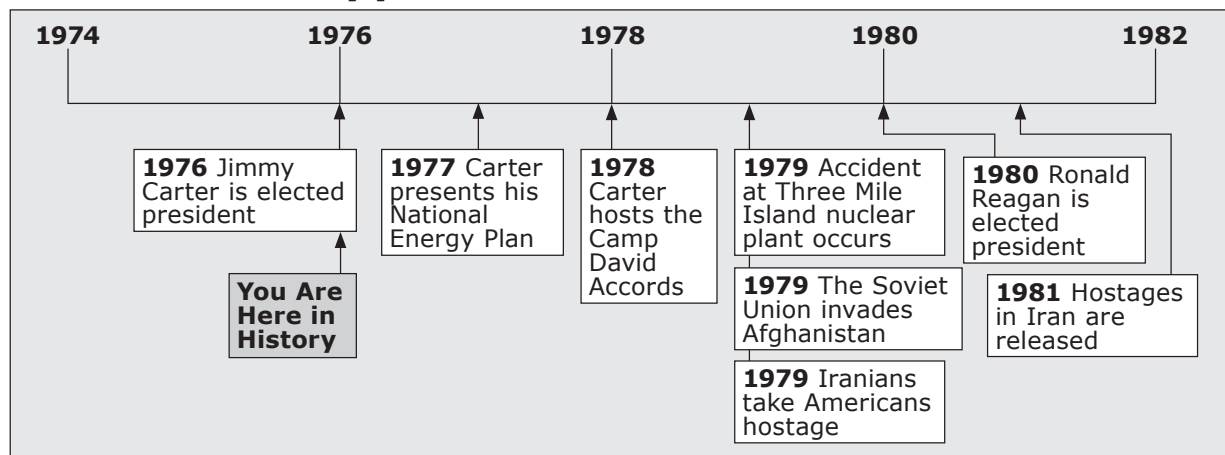 1974
1976
1978
1980
1982
1976 Jimmy
Carter is elected
president
You Are
Here in
History
1977 Carter
presents his
National
Energy Plan
1978
Carter
hosts the
Camp
David
Accords
1979 Accident
at Three Mile
Island nuclear
plant occurs
1979 The Soviet
Union invades
Afghanistan
1979 Iranians
take Americans
hostage
1980 Ronald
Reagan is
elected
president
1981 Hostages
in Iran are
released